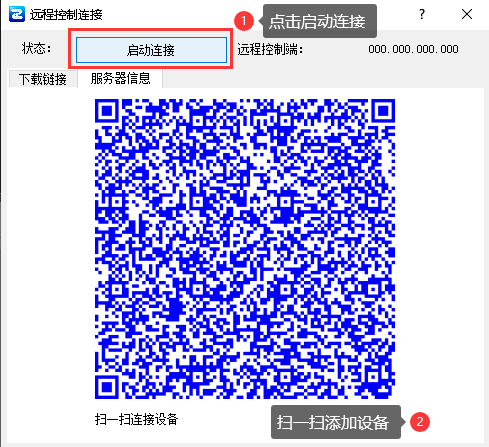 远程控制连接
1 点击启动连接
状态： 启动连接 远程控制端： 000.000.000.000
下载链接 服务器信息
扫一扫连接设备
扫一扫添加设备 2